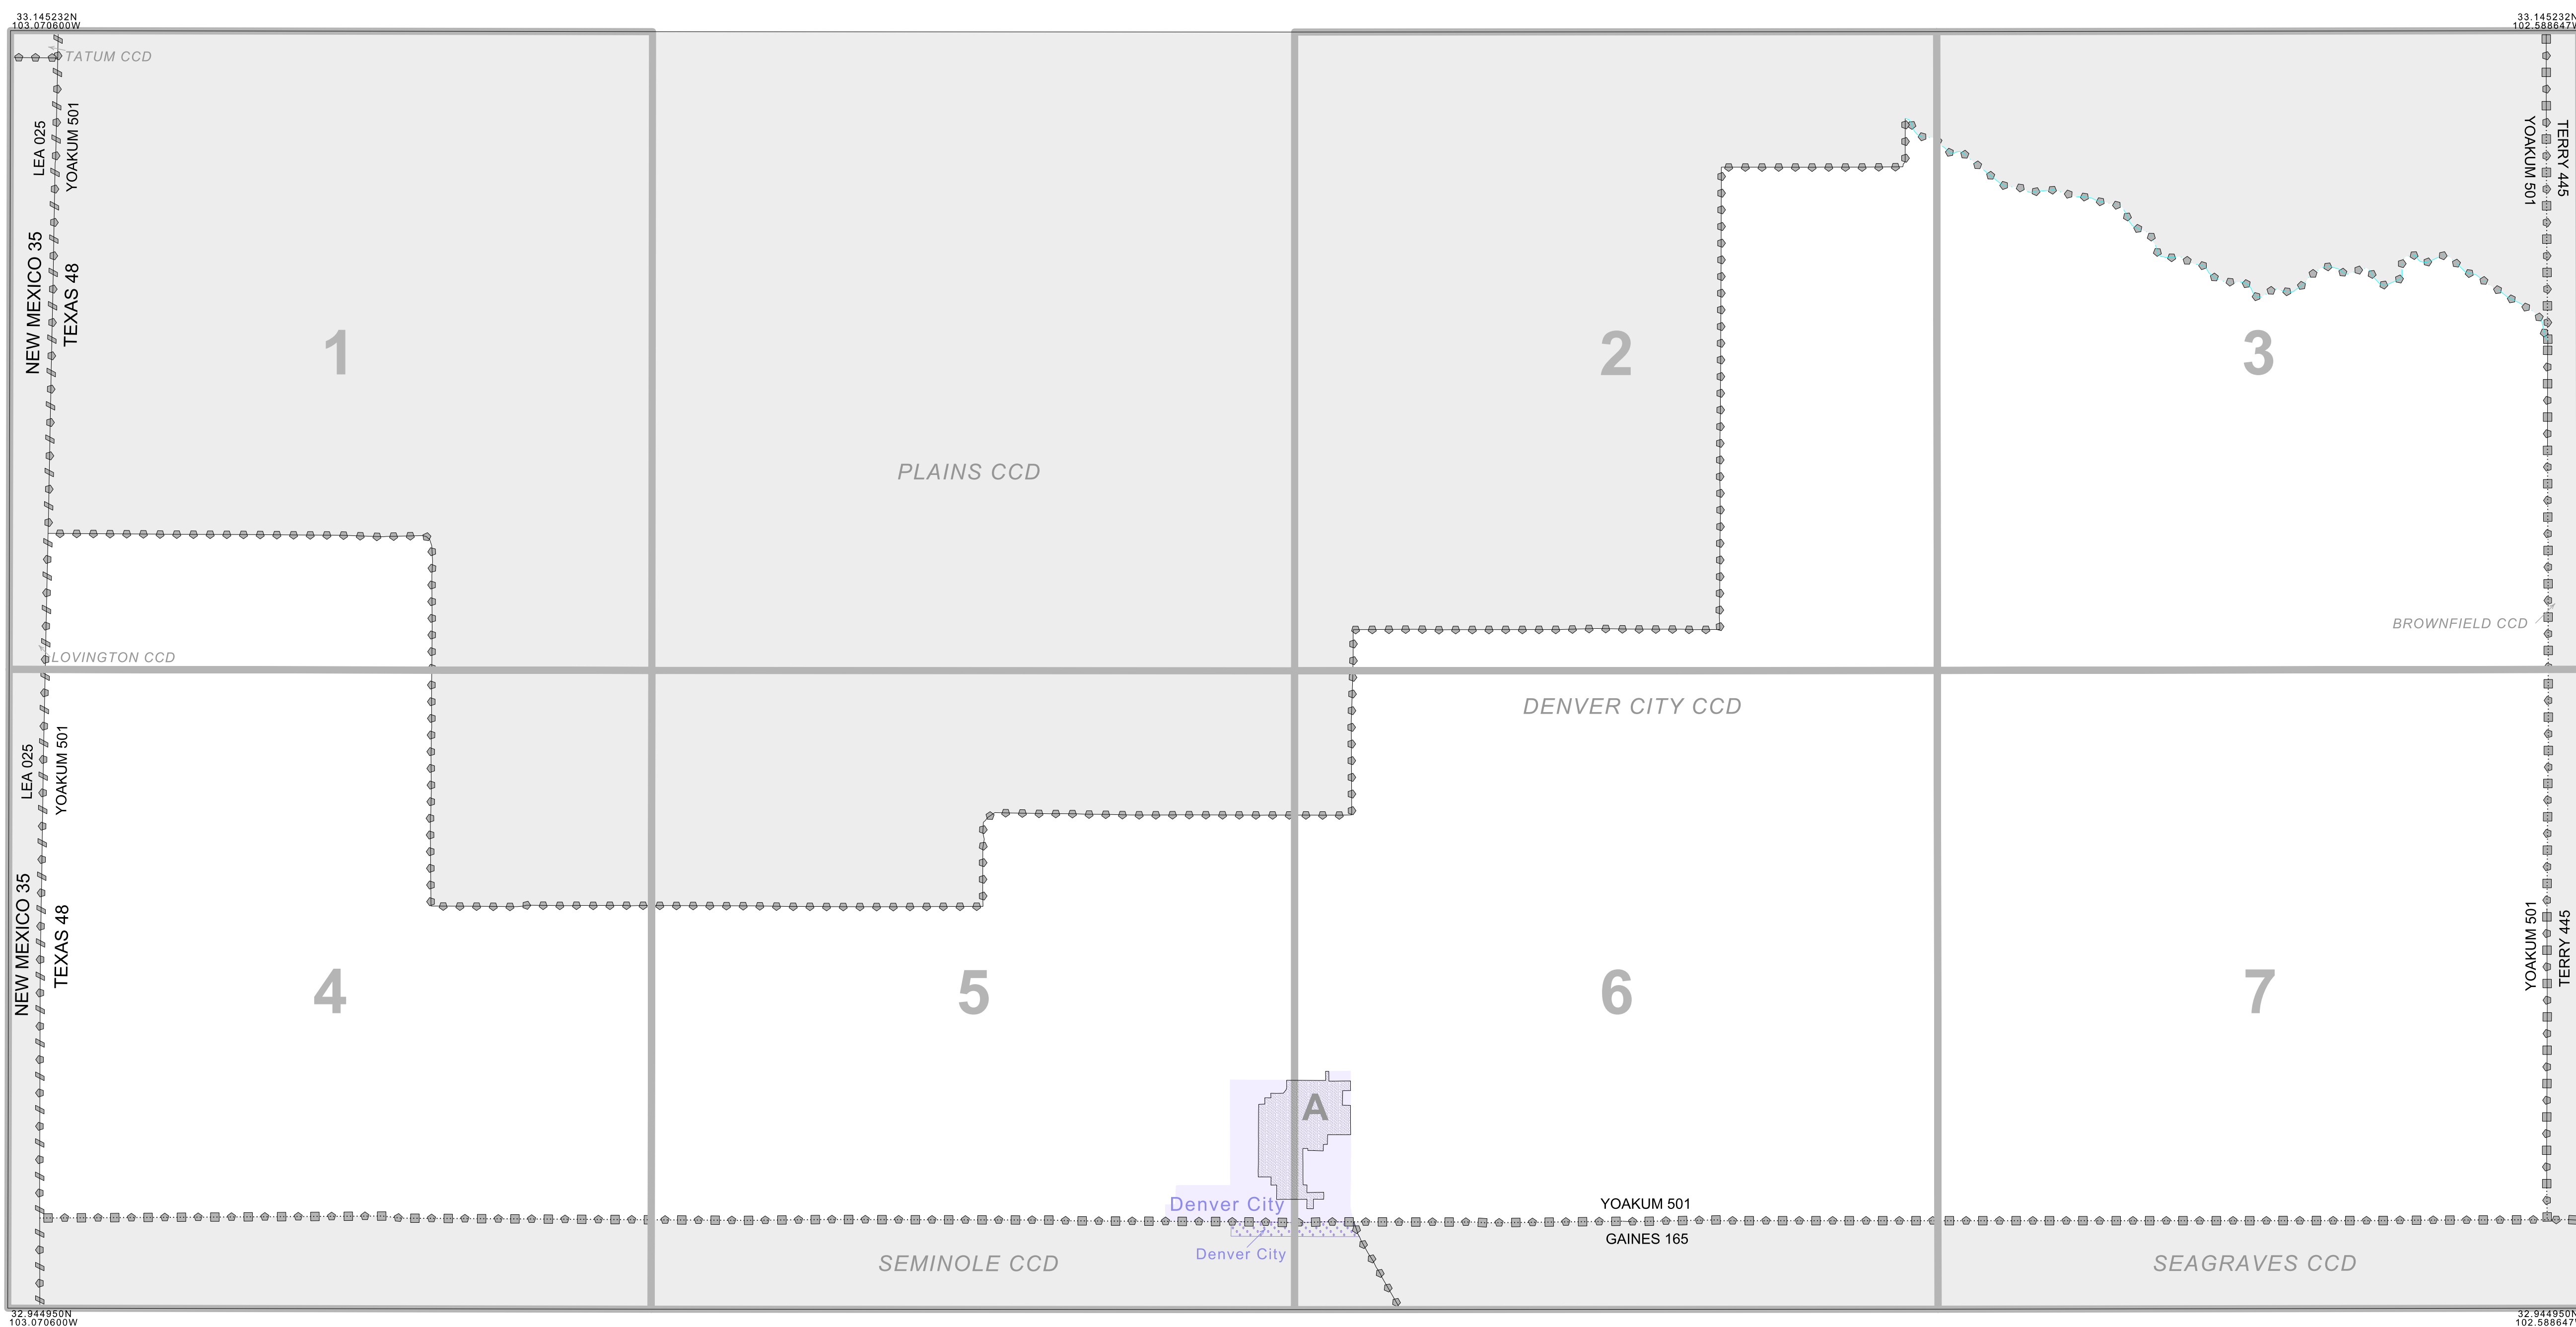 33.145232N
103.070600W
33.145232N
102.588647W
TATUM CCD
LEA 025
YOAKUM 501
NEW MEXICO 35
TEXAS 48
YOAKUM 501
TERRY 445
1
2
3
PLAINS CCD
BROWNFIELD CCD
LOVINGTON CCD
DENVER CITY CCD
LEA 025
YOAKUM 501
NEW MEXICO 35
TEXAS 48
YOAKUM 501
TERRY 445
4
5
6
7
A
Denver City
YOAKUM 501
GAINES 165
Denver City
SEMINOLE CCD
SEAGRAVES CCD
32.944950N
103.070600W
32.944950N
102.588647W